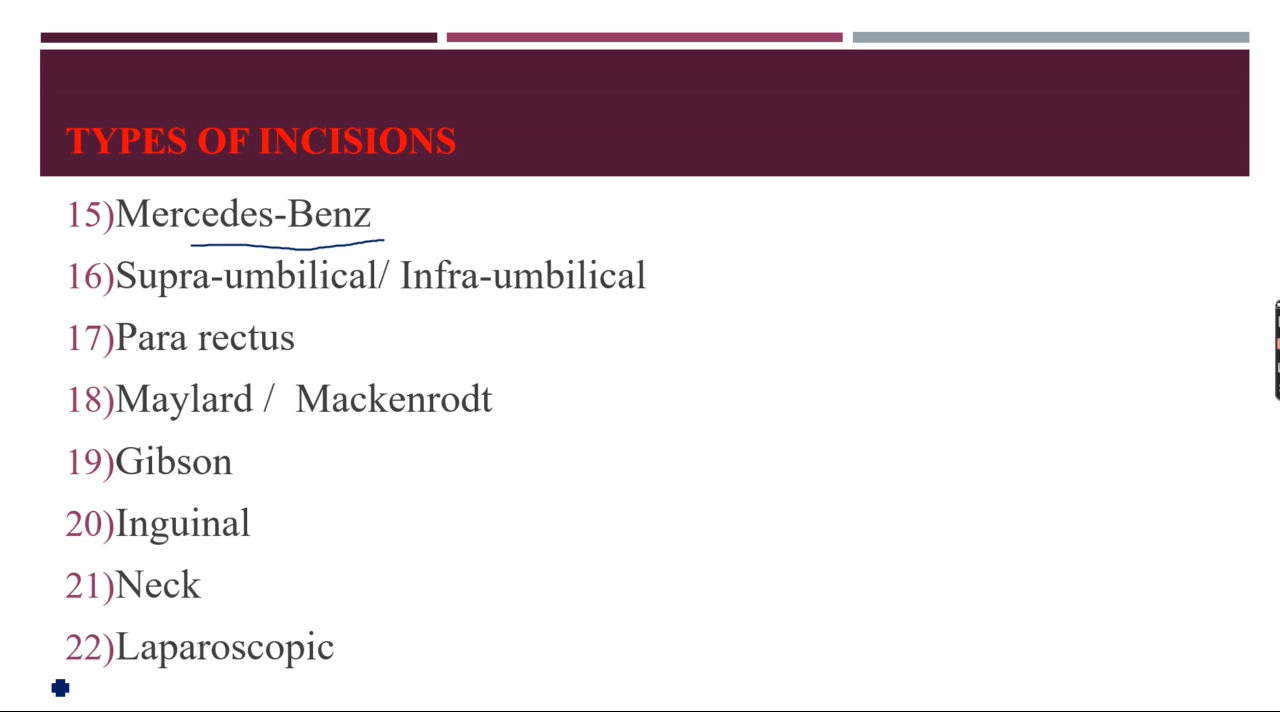 TYPES OF INCISIONS
15)Mercedes-Benz
16)Supra-umbilical/ Infra-umbilical
17)Para rectus
18)Maylard /  Mackenrodt
19)Gibson
20)Inguinal
21)Neck
22)Laparoscopic